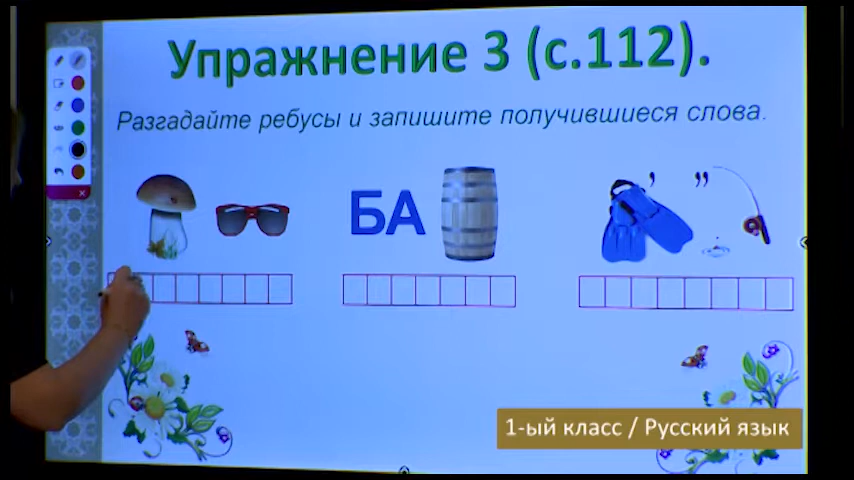 Упражнение 3 (с.112).
Разгадайте ребусы и запишите получившиеся слова.
БА
,
,,
1-ый класс / Русский язык